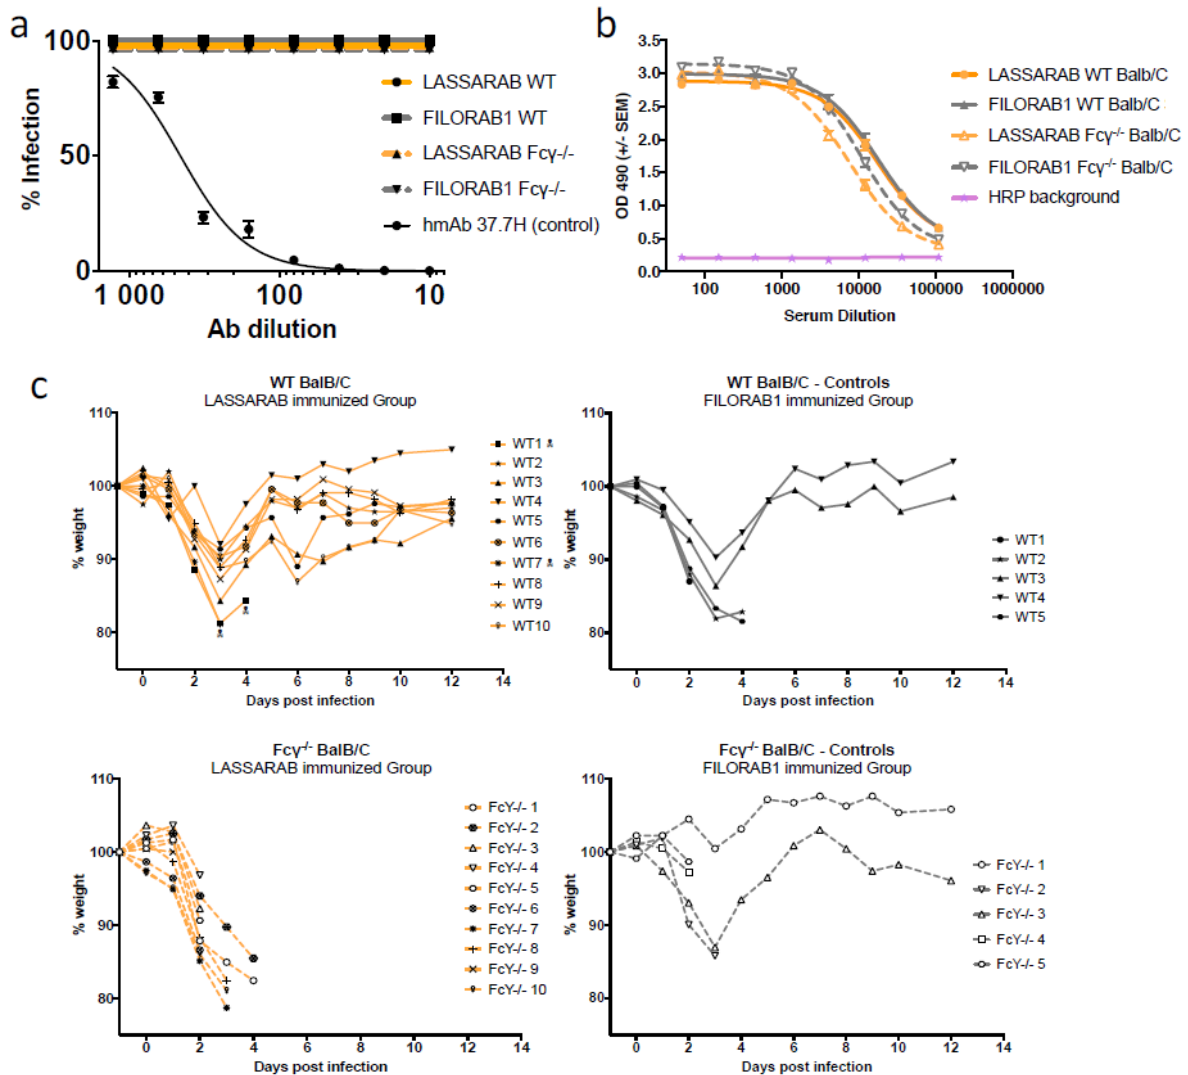 a
100
50
0
% Infection
1 000
100
10
Ab dilution
LASSARAB WT
FILORAB1 WT
LASSARAB Fcγ-/-
FILORAB1 Fcγ-/-
hmAb 37.7H (control)
b
3.5
3.0
2.5
2.0
1.5
1.0
0.5
0.0
OD 490 (+/- SEM)
100
1000
10000
100000
1000000
Serum Dilution
LASSARAB WT Balb/C
FILORAB1 WT Balb/C
LASSARAB Fcγ-/- Balb/C
FILORAB1 Fcγ-/- Balb/C
HRP background
c
WT BalB/C
LASSARAB immunized Group
110
100
90
80
% weight
0 2 4 6 8 10 12 14
Days post infection
WT1
WT2
WT3
WT4
WT5
WT6
WT7
WT8
WT9
WT10
WT BalB/C - Controls
FILORAB1 immunized Group
110
100
90
80
% weight
0 2 4 6 8 10 12 14
Days post infection
WT1
WT2
WT3
WT4
WT5
Fcγ-/- BalB/C
LASSARAB immunized Group
110
100
90
80
% weight
0 2 4 6 8 10 12 14
Days post infection
FcY-/- 1
FcY-/- 2
FcY-/- 3
FcY-/- 4
FcY-/- 5
FcY-/- 6
FcY-/- 7
FcY-/- 8
FcY-/- 9
FcY-/- 10
Fcγ-/- BalB/C - Controls
FILORAB1 immunized Group
110
100
90
80
% weight
0 2 4 6 8 10 12 14
Days post infection
FcY-/- 1
FcY-/- 2
FcY-/- 3
FcY-/- 4
FcY-/- 5